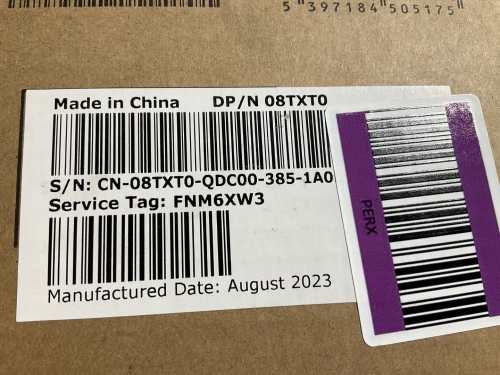 5 397184 505175
Made in China DP/N 08TXT0
S/N: CN-08TXT0-QDC00-385-1A0
Service Tag: FNM6XW3
Manufactured Date: August 2023
PERX